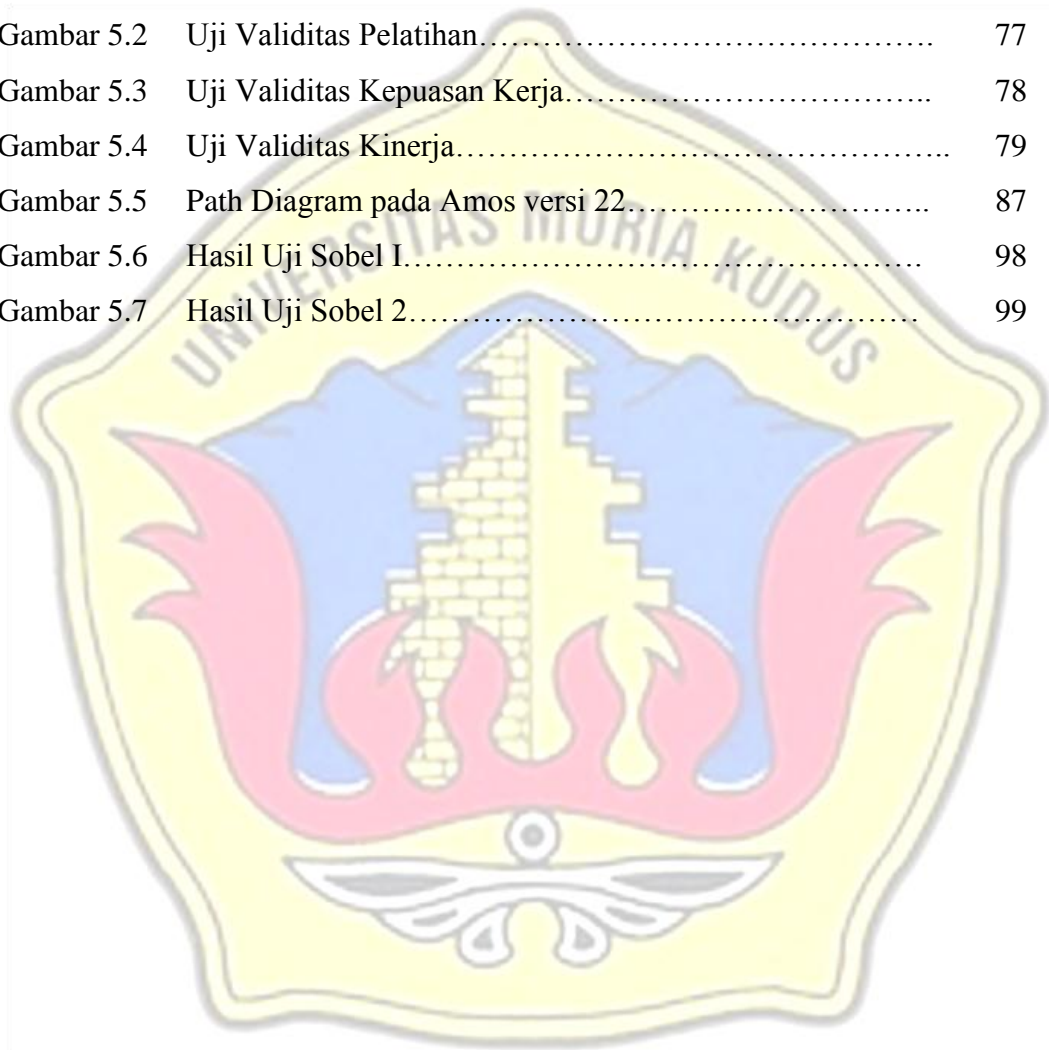 Gambar 5.2 Uji Validitas Pelatihan……………………………………. 77
Gambar 5.3 Uji Validitas Kepuasan Kerja…………………………….. 78
Gambar 5.4 Uji Validitas Kinerja……………………………………….. 79
Gambar 5.5 Path Diagram pada Amos versi 22……………………….. 87
Gambar 5.6 Hasil Uji Sobel I…………………………………………… 98
Gambar 5.7 Hasil Uji Sobel 2………………………………………… 99
UNIVERSITAS MURIA KUDUS